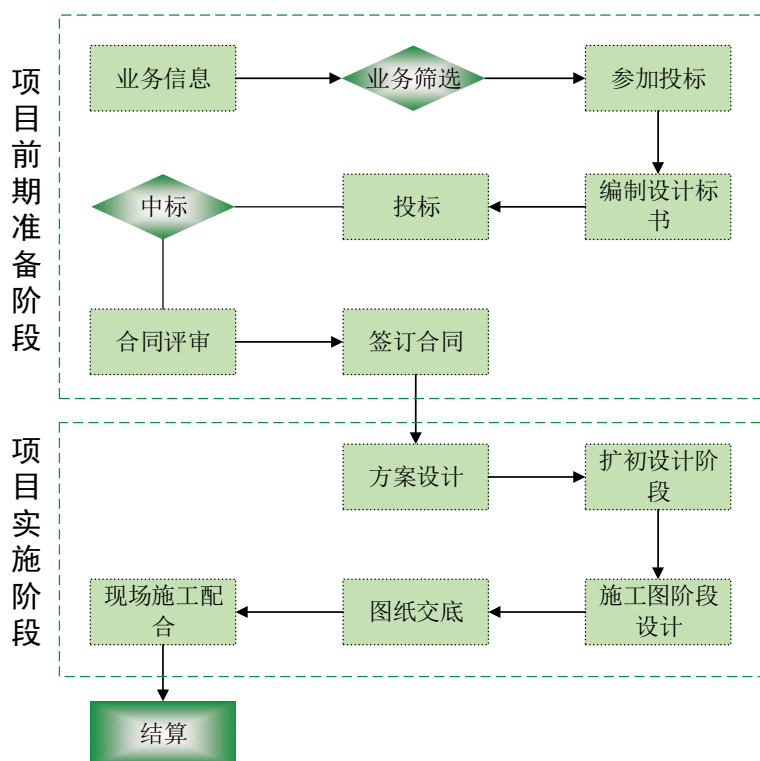 项目前期准备阶段
业务信息
业务筛选
参加投标
编制设计标
书
投标
中标
合同评审
签订合同
项目实施阶段
方案设计
扩初设计阶
段
施工图阶段
设计
图纸交底
现场施工配
合
结算